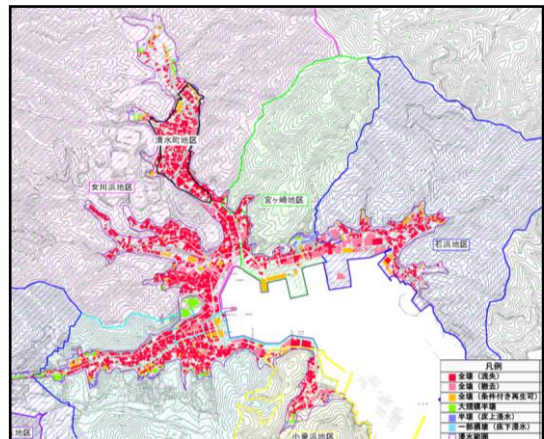 清水町地区
女川浜地区
宮ヶ崎地区
石浜地区
小乗浜地区
地区
凡例
全壊（流失）
全壊（撤去）
全壊（条件付き再生可）
大規模半壊
半壊（床上浸水）
一部損壊（床下浸水）
浸水範囲